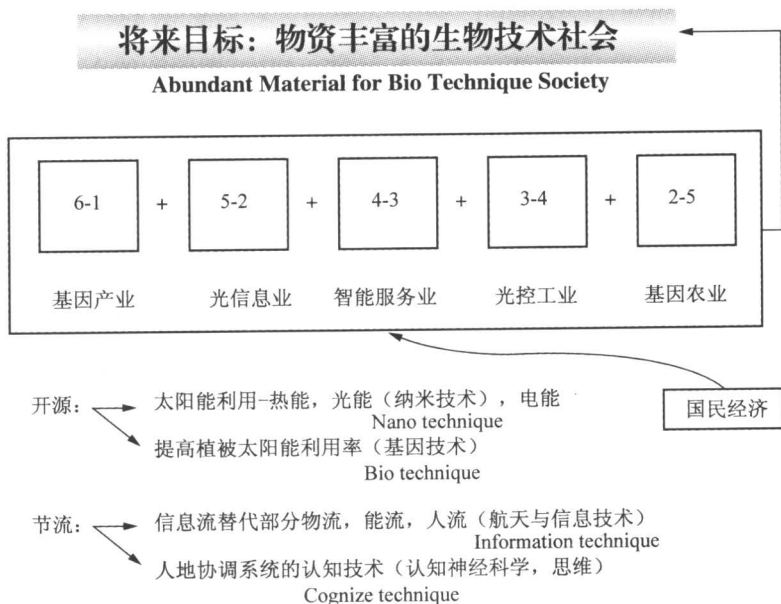 将来目标：物资丰富的生物技术社会
Abundant Material for Bio Technique Society
6-1 + 5-2 + 4-3 + 3-4 + 2-5
基因产业 光信息业 智能服务业 光控工业 基因农业
国民经济
开源： 太阳能利用-热能，光能（纳米技术），电能
Nano technique
提高植被太阳能利用率（基因技术）
Bio technique
节流： 信息流替代部分物流，能流，人流（航天与信息技术）
Information technique
人地协调系统的认知技术（认知神经科学，思维）
Cognize technique